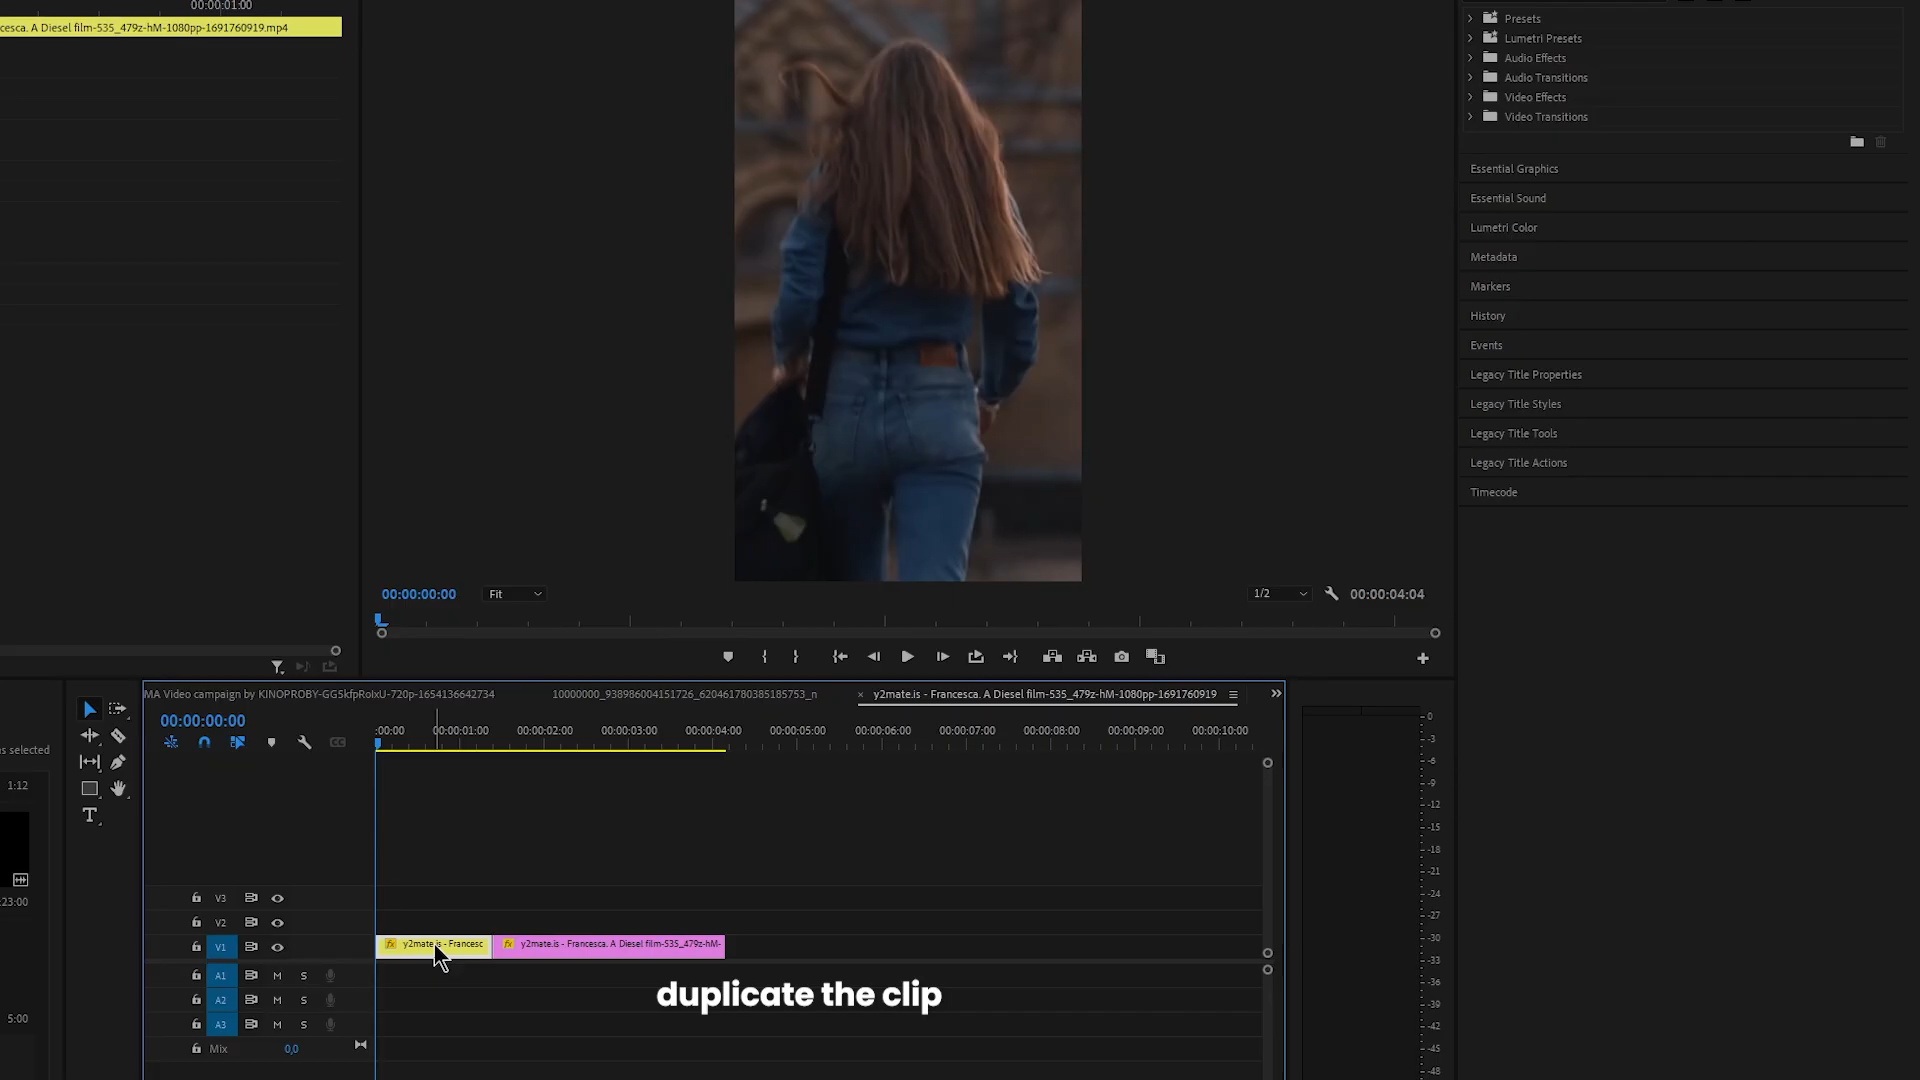 00:00:01:00
cesca. A Diesel film-535_479z-hM-1080pp-1691760919.mp4
Presets
Lumetri Presets
Audio Effects
Audio Transitions
Video Effects
Video Transitions
Essential Graphics
Essential Sound
Lumetri Color
Metadata
Markers
History
Events
Legacy Title Properties
Legacy Title Styles
Legacy Title Tools
Legacy Title Actions
Timecode
00:00:00:00
Fit
1/2
00:00:04:04
MA Video campaign by KINOPROBY-GG5kfpRoixU-720p-1654136642734
10000000_938986004151726_620461780385185753_n
× y2mate.is - Francesca. A Diesel film-535_479z-hM-1080pp-1691760919
00:00:00:00
:00:00
00:00:01:00
00:00:02:00
00:00:03:00
00:00:04:00
00:00:05:00
00:00:06:00
00:00:07:00
00:00:08:00
00:00:09:00
00:00:10:00
s selected
1:12
:23:00
5:00
T
CC
V3
V2
V1
y2mate.is - Francesc
y2mate.is - Francesca. A Diesel film-535_479z-hM-
A1 M S
A2 M S
A3 M S
Mix 0,0
duplicate the clip
0
-3
-6
-9
-12
-15
-18
-21
-24
-27
-30
-33
-36
-39
-42
-45
-48